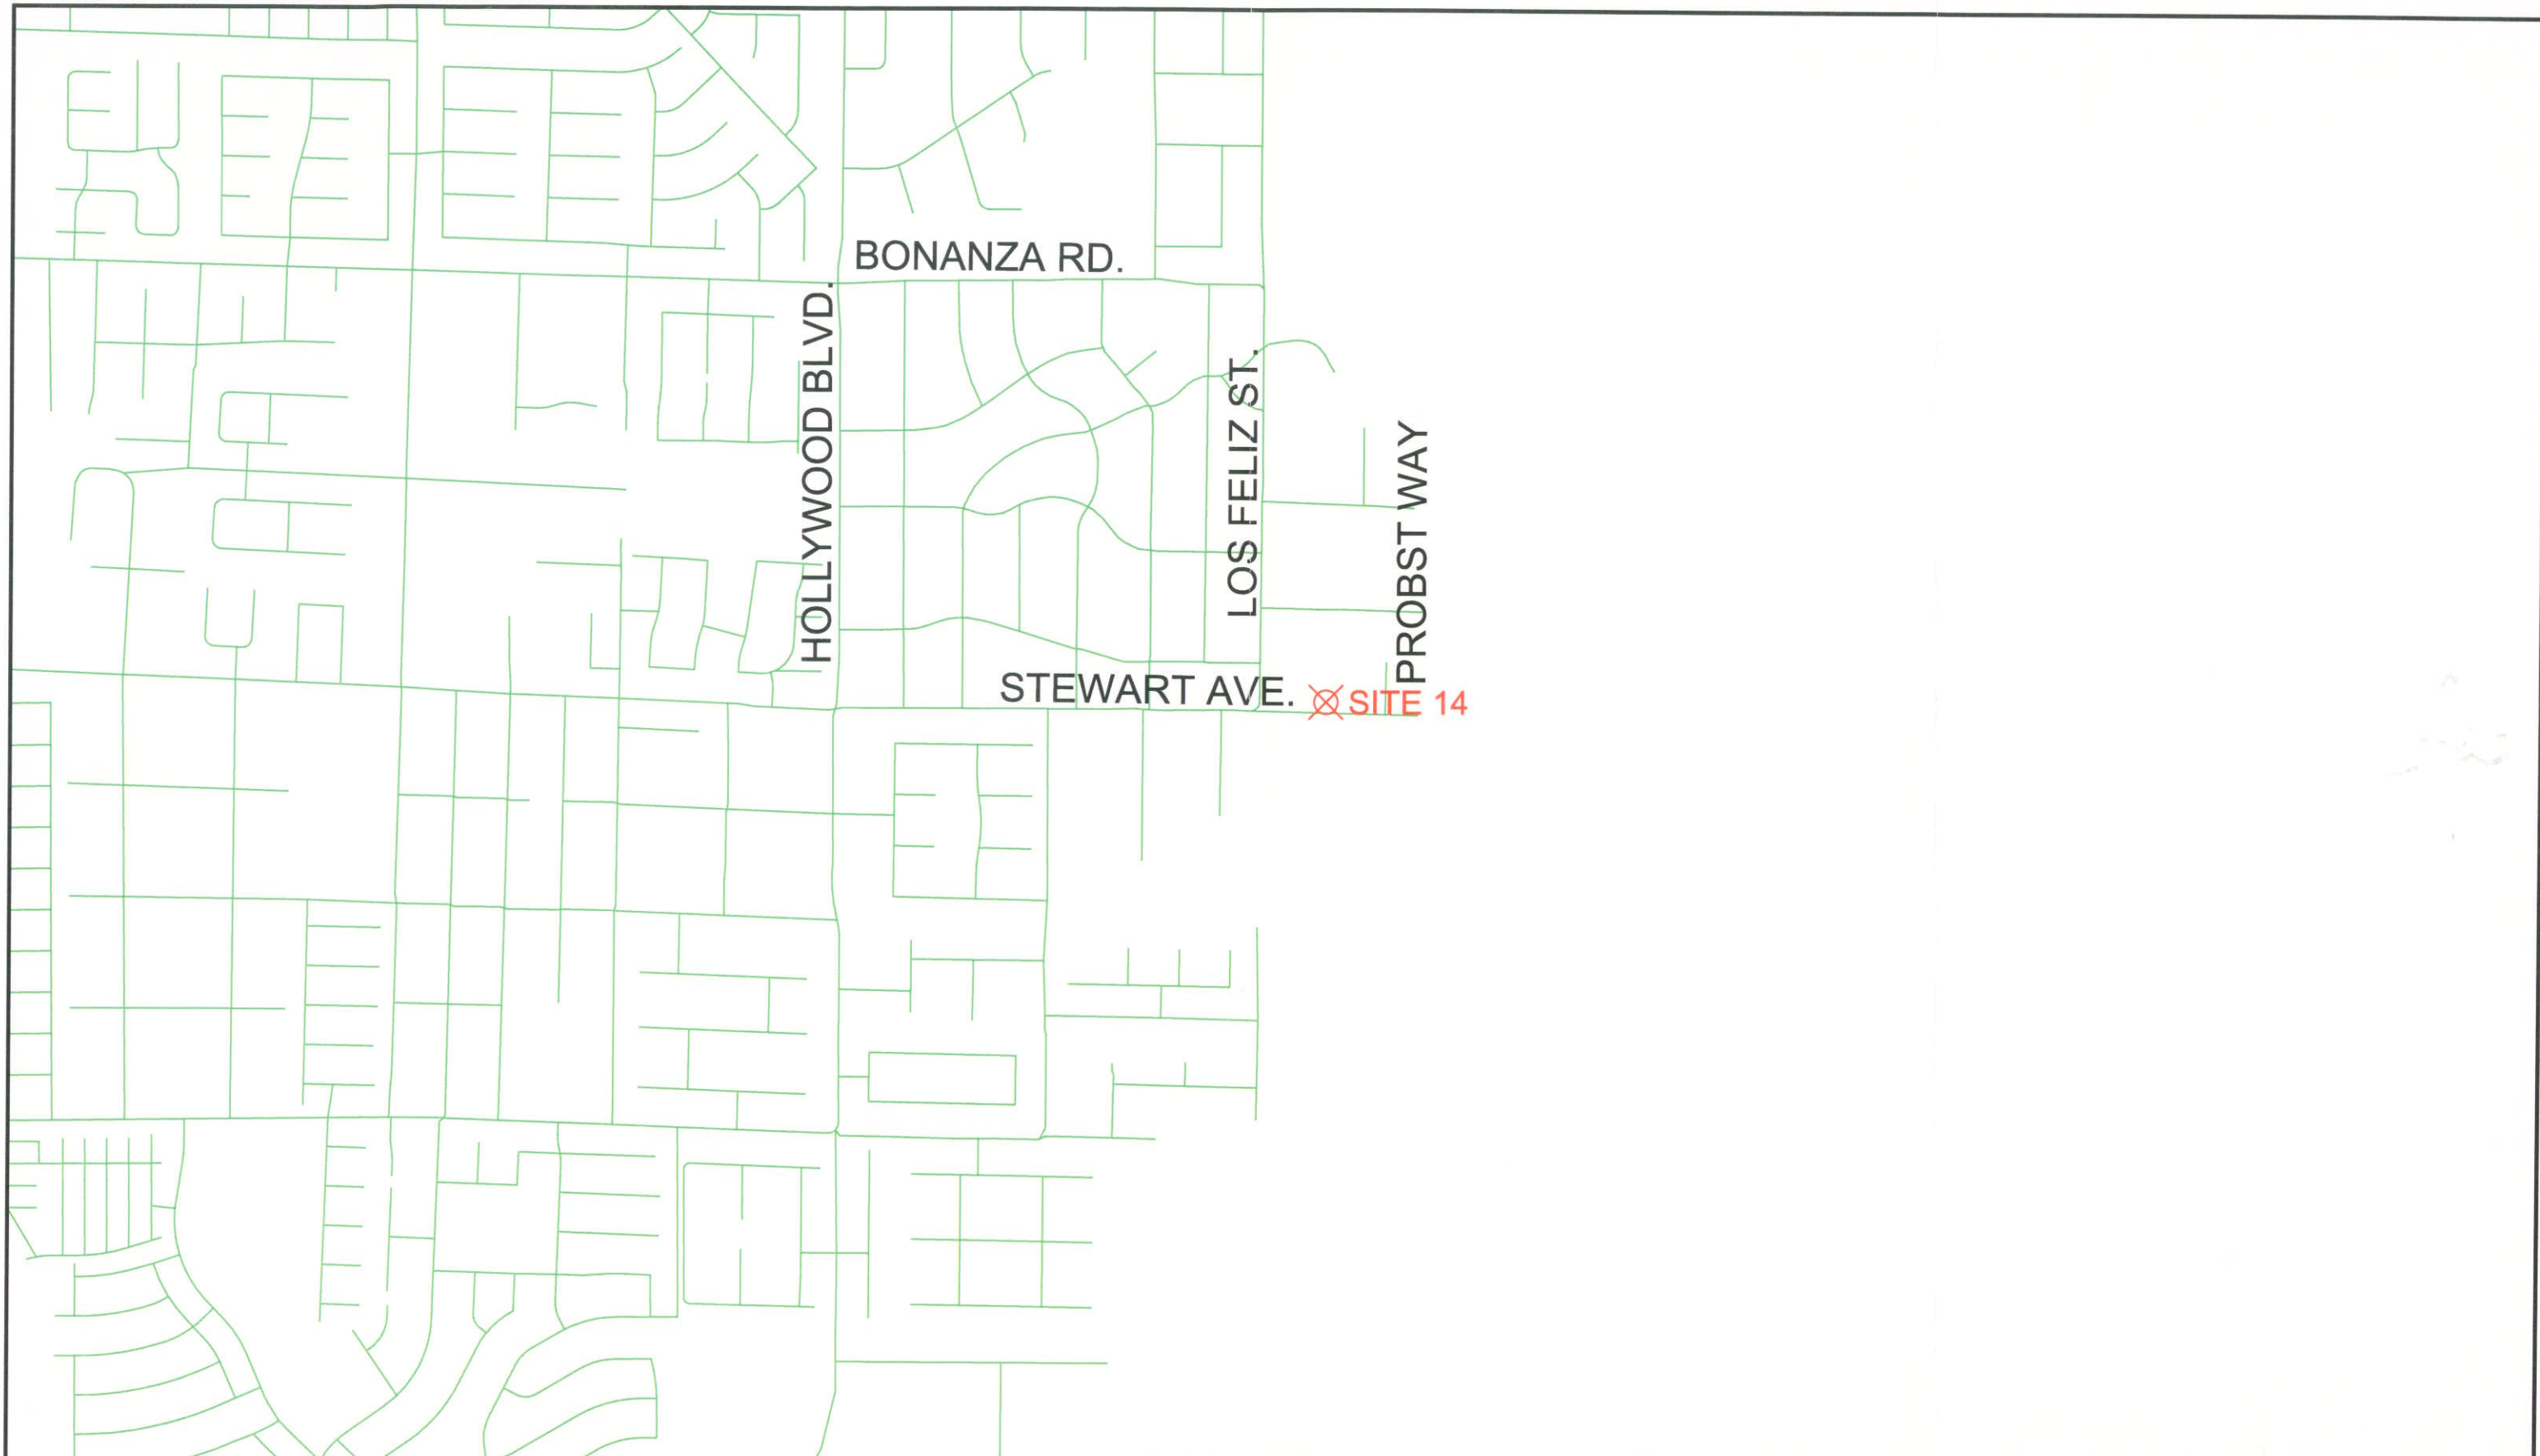 BONANZA RD.
HOLLYWOOD BLVD.
LOS FELIZ ST.
PROBST WAY
STEWART AVE.
SITE 14